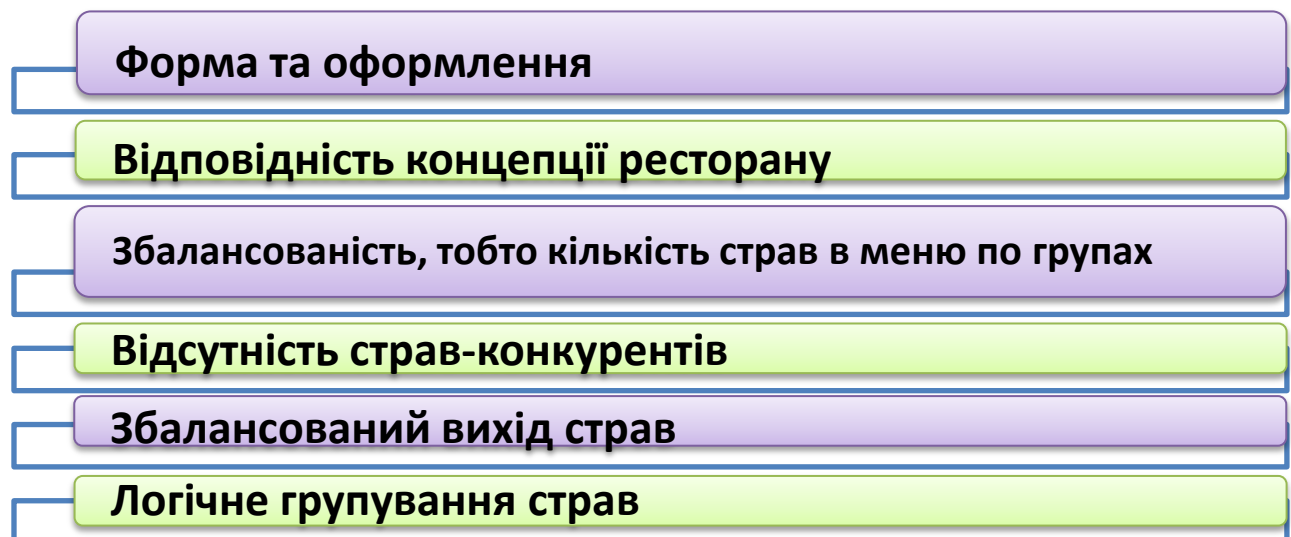 Форма та оформлення
Відповідність концепції ресторану
Збалансованість, тобто кількість страв в меню по групах
Відсутність страв-конкурентів
Збалансований вихід страв
Логічне групування страв